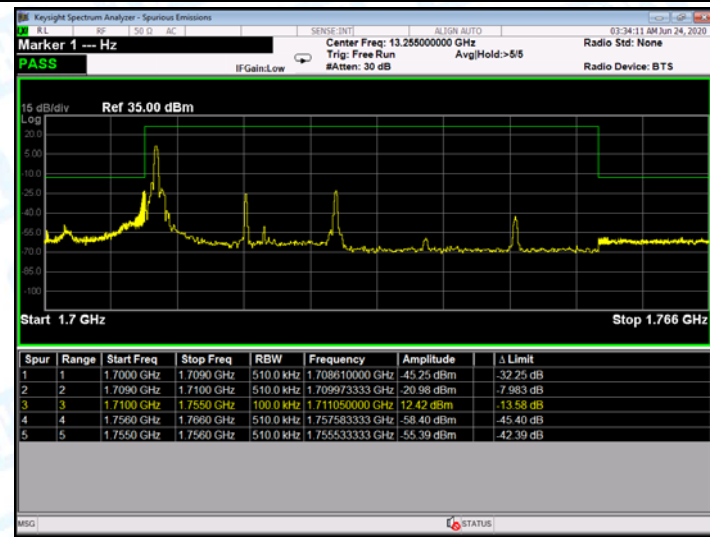 Keysight Spectrum Analyzer - Spurious Emissions
RL RF 50 Ω AC SENSE:INT ALIGN AUTO 03:34:11 AM Jun 24, 2020
Marker 1 --- Hz Center Freq: 13.255000000 GHz Radio Std: None
Trig: Free Run Avg|Hold:>5/5
PASS IFGain:Low #Atten: 30 dB Radio Device: BTS
15 dB/div Ref 35.00 dBm
Log
20.0
5.00
-10.0
-25.0
-40.0
-55.0
-70.0
-85.0
-100
Start 1.7 GHz Stop 1.766 GHz
Spur Range Start Freq Stop Freq RBW Frequency Amplitude Δ Limit
1 1 1.7000 GHz 1.7090 GHz 510.0 kHz 1.708610000 GHz -45.25 dBm -32.25 dB
2 2 1.7090 GHz 1.7100 GHz 510.0 kHz 1.709973333 GHz -20.98 dBm -7.983 dB
3 3 1.7100 GHz 1.7550 GHz 100.0 kHz 1.711050000 GHz 12.42 dBm -13.58 dB
4 4 1.7560 GHz 1.7660 GHz 510.0 kHz 1.757583333 GHz -58.40 dBm -45.40 dB
5 5 1.7550 GHz 1.7560 GHz 510.0 kHz 1.755533333 GHz -55.39 dBm -42.39 dB
MSG STATUS